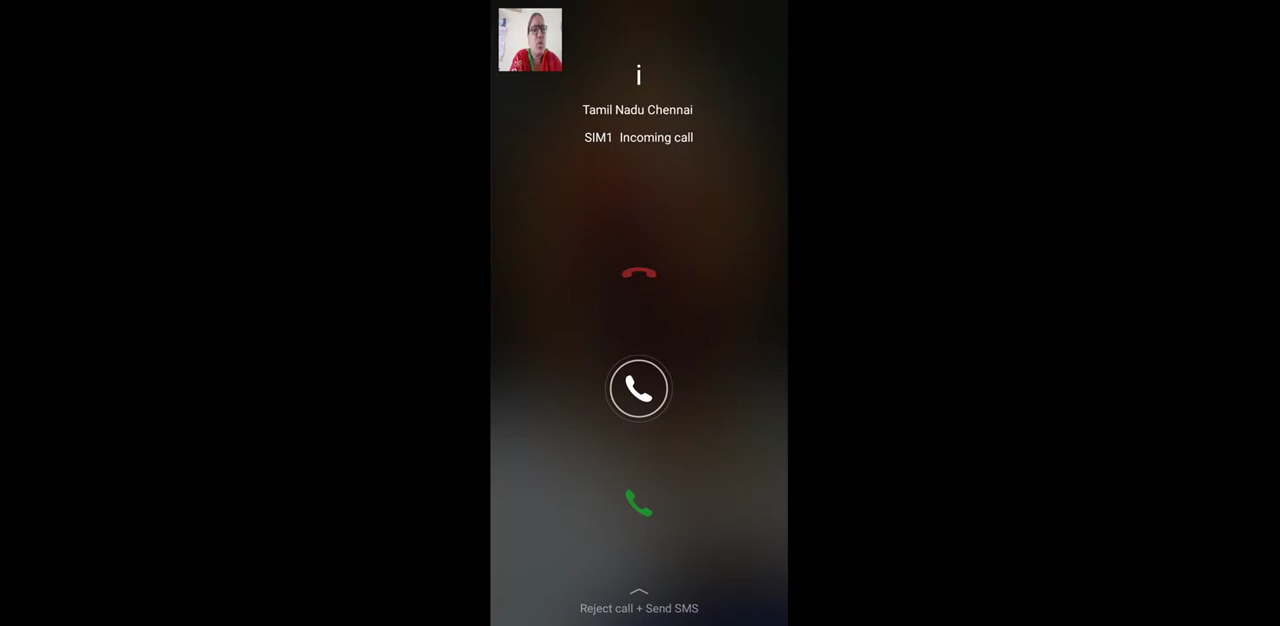 i
Tamil Nadu Chennai
SIM1 Incoming call
Reject call + Send SMS